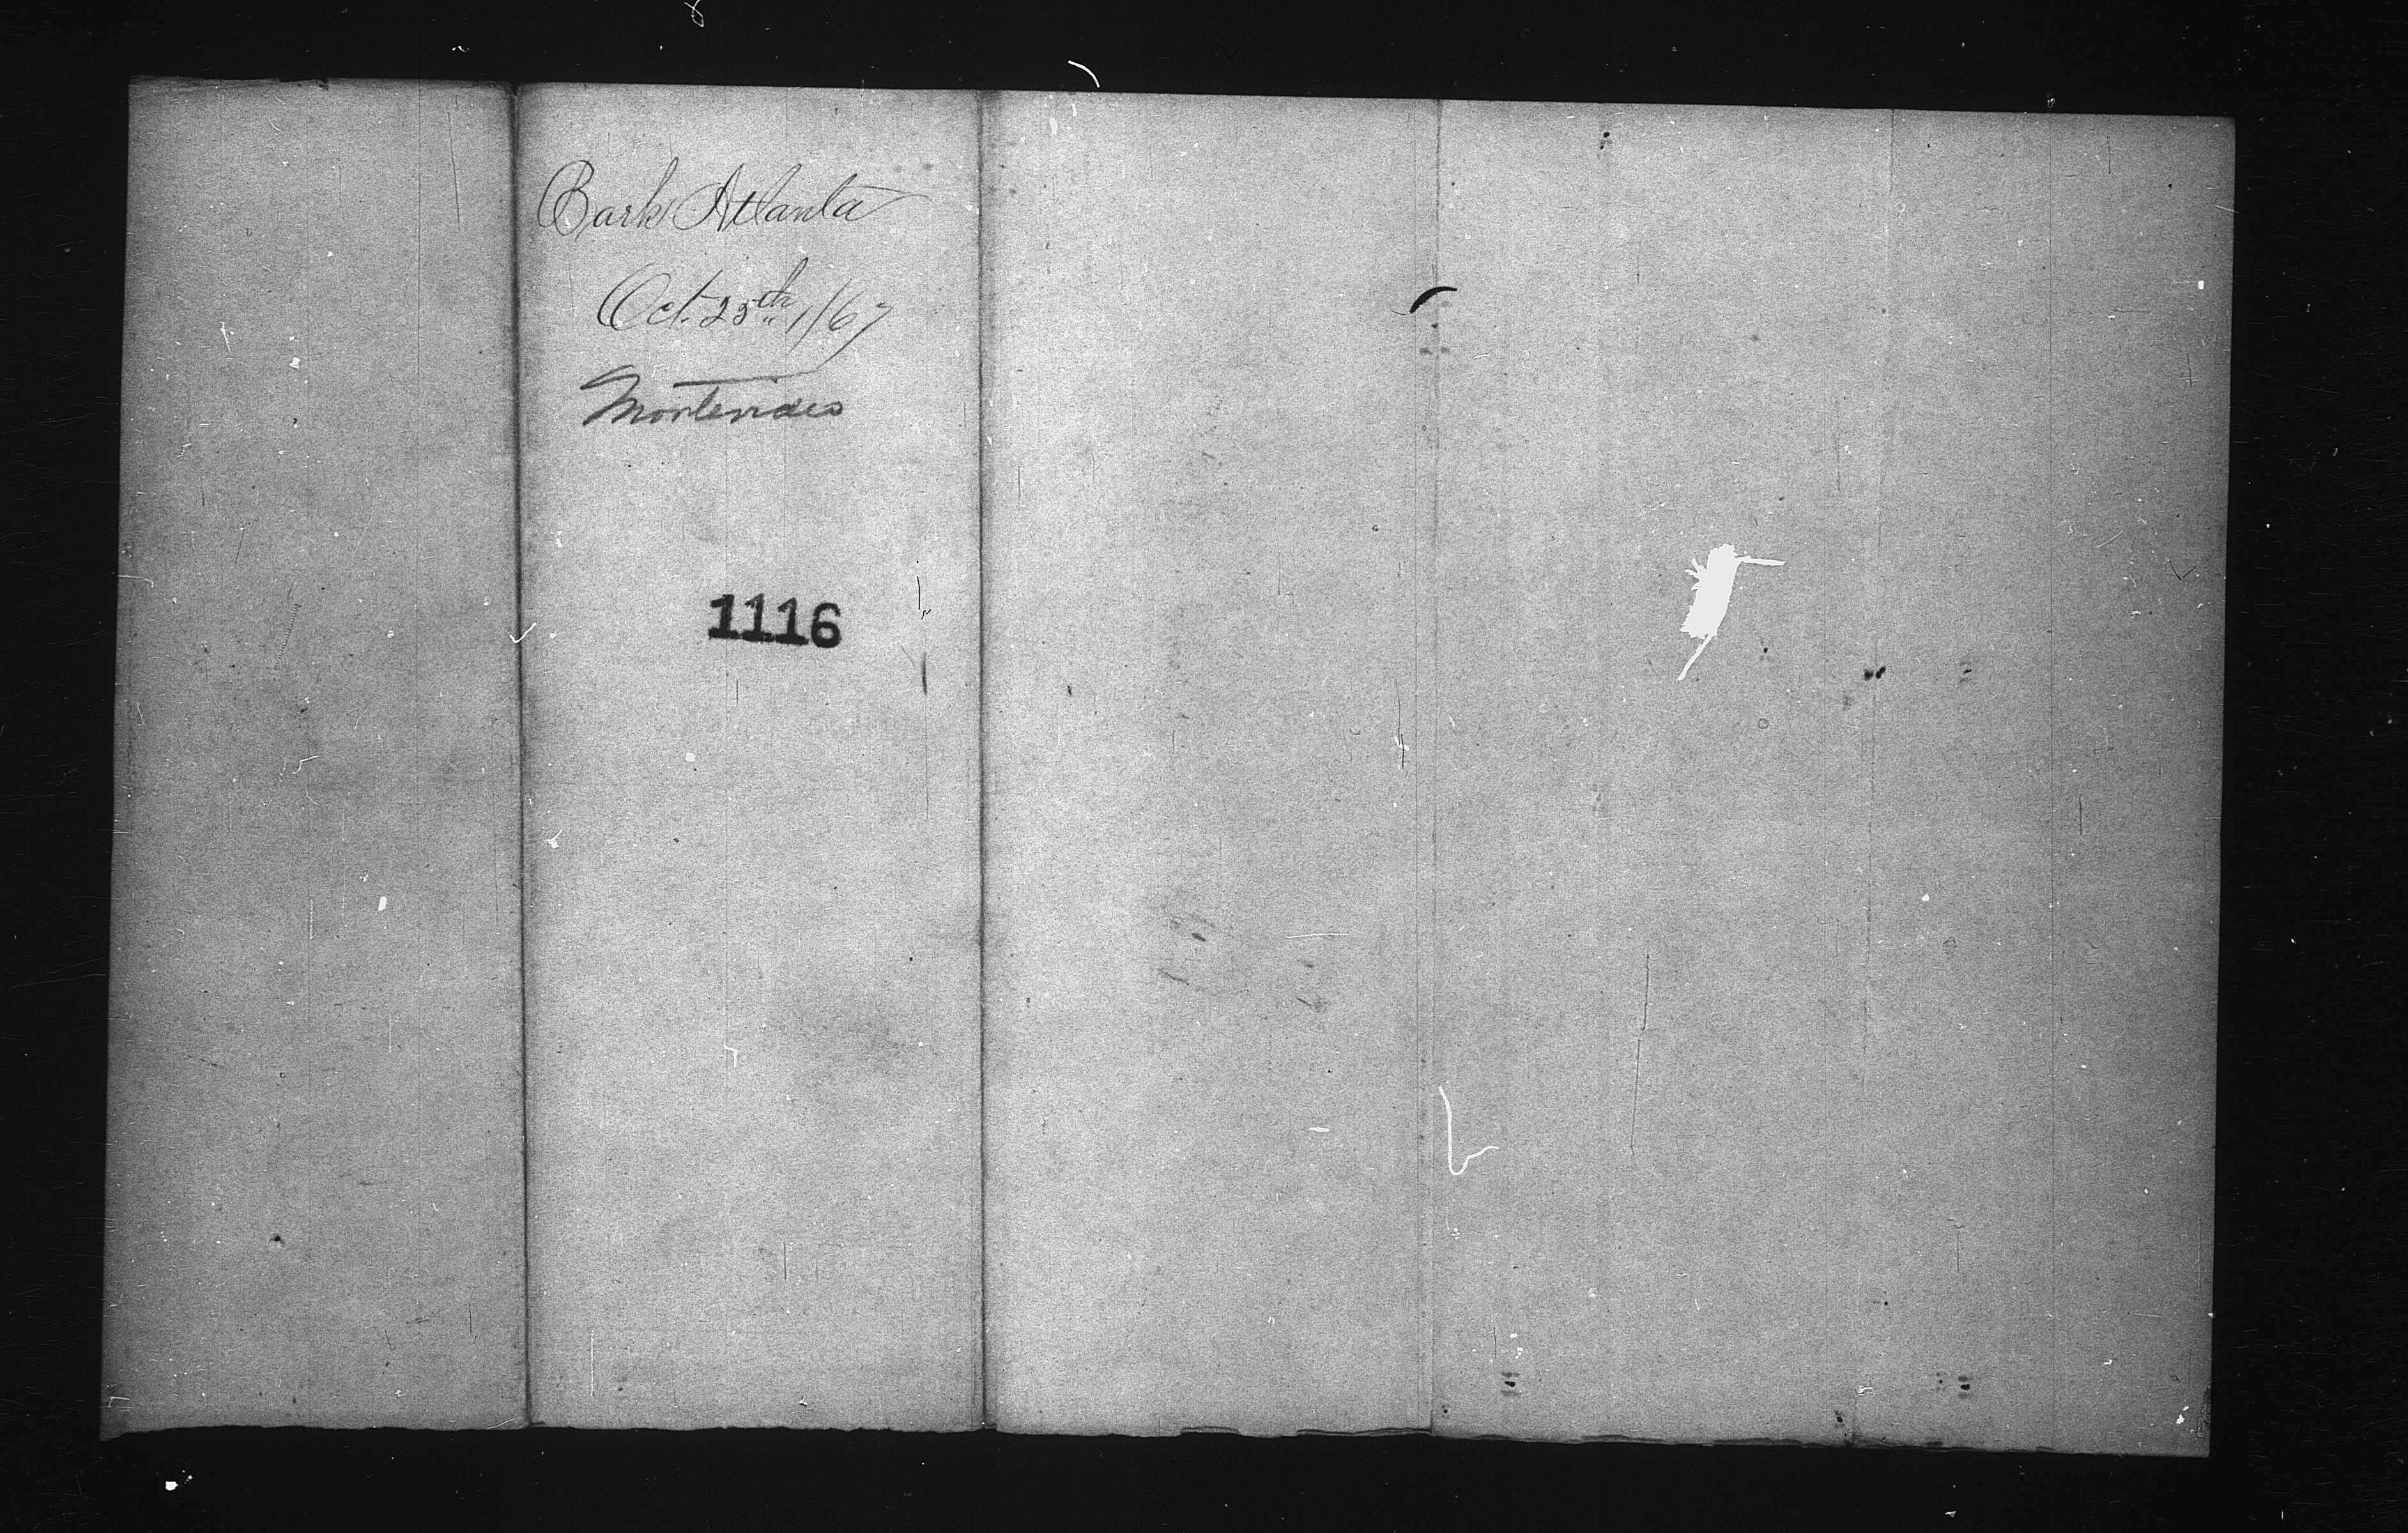 Bark Atlanta
Oct. 25th 1/67
Montevideo
1116